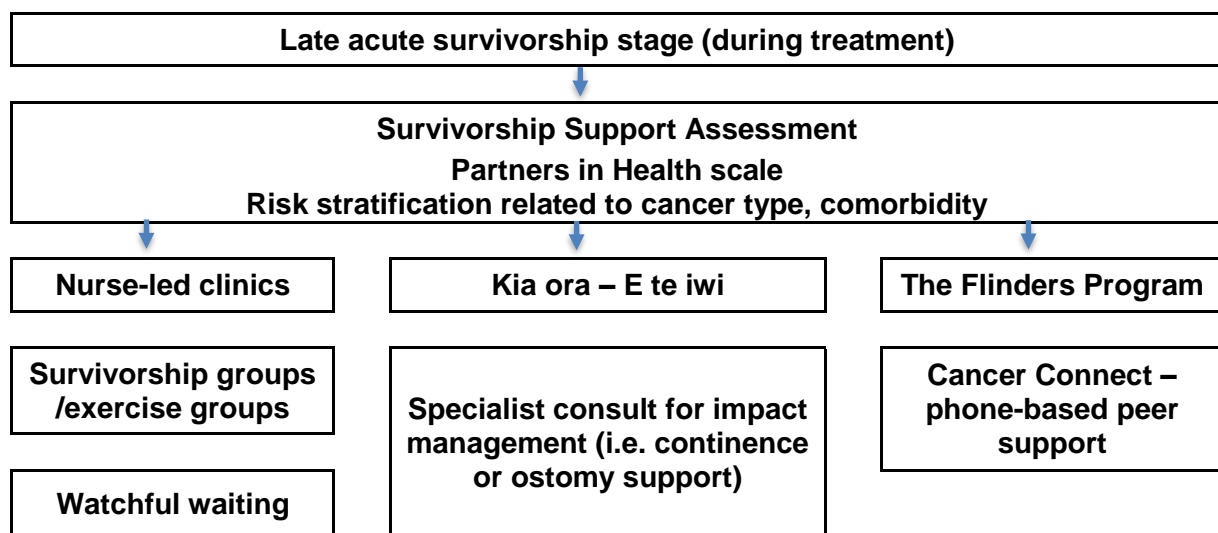 Late acute survivorship stage (during treatment)
Survivorship Support Assessment
Partners in Health scale
Risk stratification related to cancer type, comorbidity
Nurse-led clinics
Kia ora – E te iwi
The Flinders Program
Survivorship groups
/exercise groups
Specialist consult for impact
management (i.e. continence
or ostomy support)
Cancer Connect –
phone-based peer
support
Watchful waiting